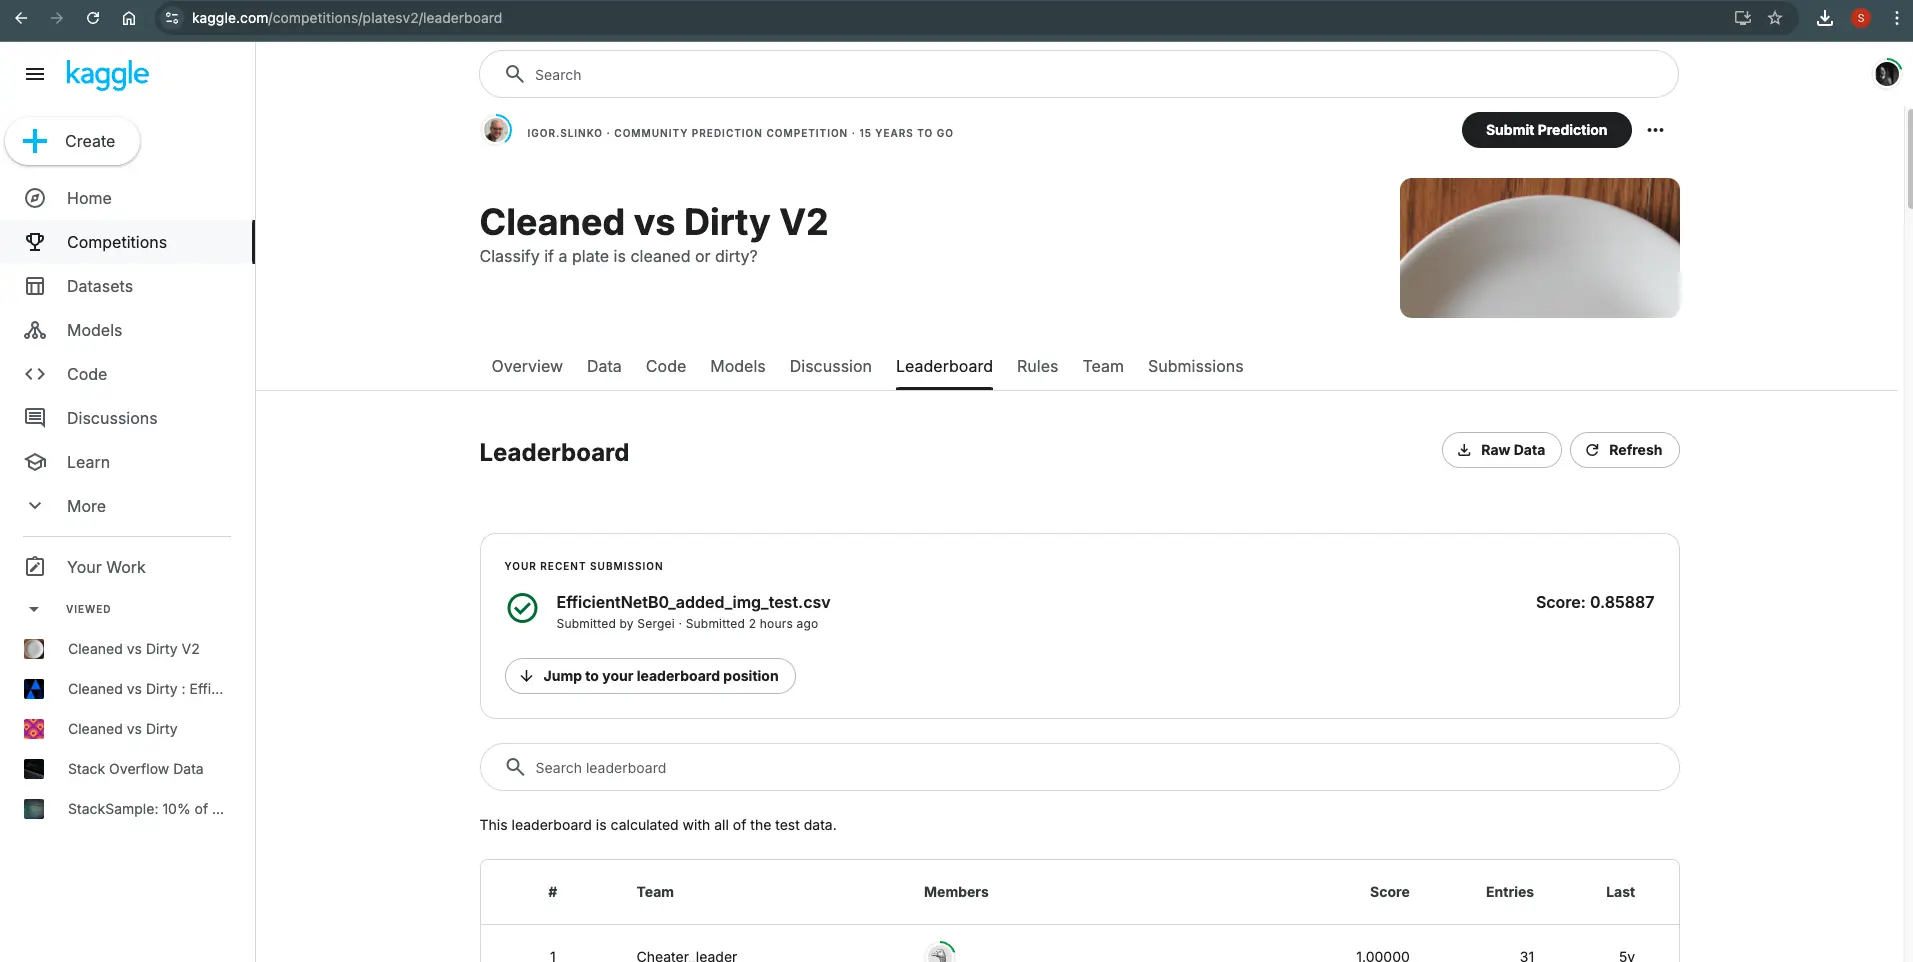 kaggle.com/competitions/platesv2/leaderboard
S
kaggle
Search
Create
Home
Competitions
Datasets
Models
Code
Discussions
Learn
More
Your Work
VIEWED
Cleaned vs Dirty V2
Cleaned vs Dirty : Effi...
Cleaned vs Dirty
Stack Overflow Data
StackSample: 10% of ...
IGOR.SLINKO · COMMUNITY PREDICTION COMPETITION · 15 YEARS TO GO
Submit Prediction
Cleaned vs Dirty V2
Classify if a plate is cleaned or dirty?
Overview Data Code Models Discussion Leaderboard Rules Team Submissions
Leaderboard
Raw Data Refresh
YOUR RECENT SUBMISSION
EfficientNetB0_added_img_test.csv
Score: 0.85887
Submitted by Sergei · Submitted 2 hours ago
Jump to your leaderboard position
Search leaderboard
This leaderboard is calculated with all of the test data.
# Team Members Score Entries Last
1 Cheater_leader 1.00000 31 5y